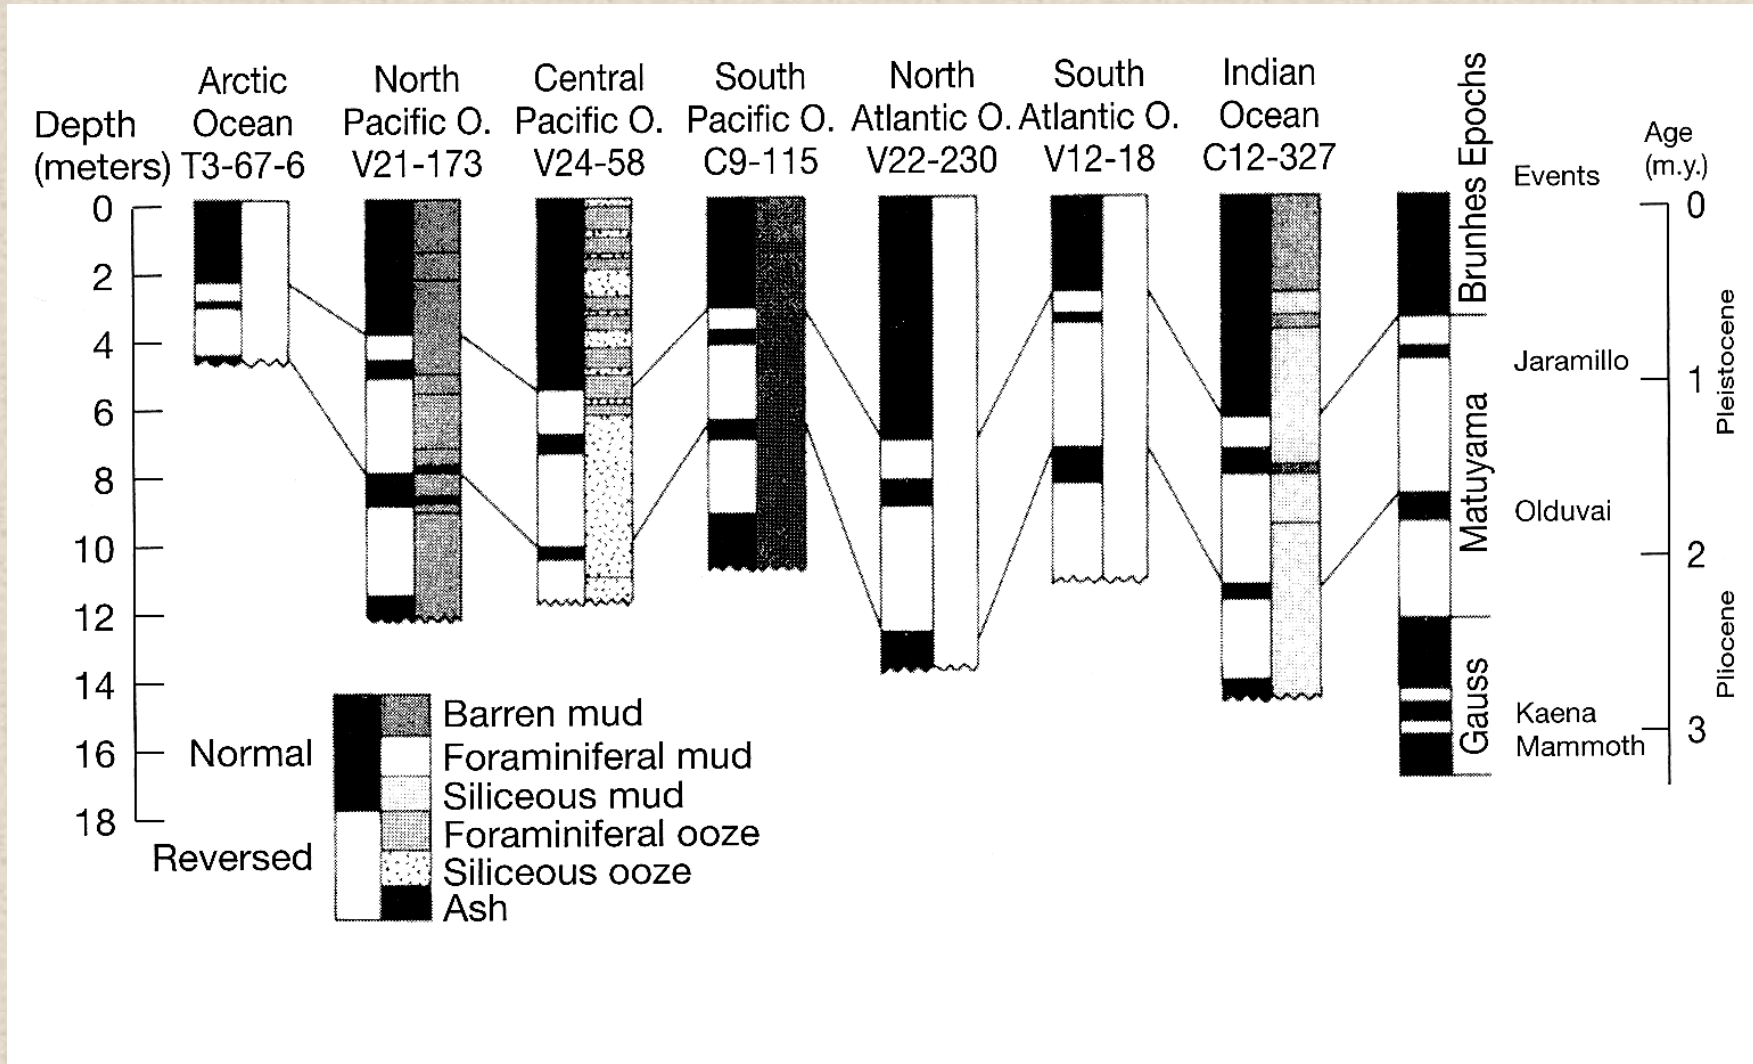 Depth
(meters)
Arctic
Ocean
T3-67-6
North
Pacific O.
V21-173
Central
Pacific O.
V24-58
South
Pacific O.
C9-115
North
Atlantic O.
V22-230
South
Atlantic O.
V12-18
Indian
Ocean
C12-327
Epochs
Events
Age
(m.y.)
0
2
4
6
8
10
12
14
16
18
Brunhes
Matuyama
Gauss
Jaramillo
Olduvai
Kaena
Mammoth
0
1
2
3
Pleistocene
Pliocene
Normal
Reversed
Barren mud
Foraminiferal mud
Siliceous mud
Foraminiferal ooze
Siliceous ooze
Ash